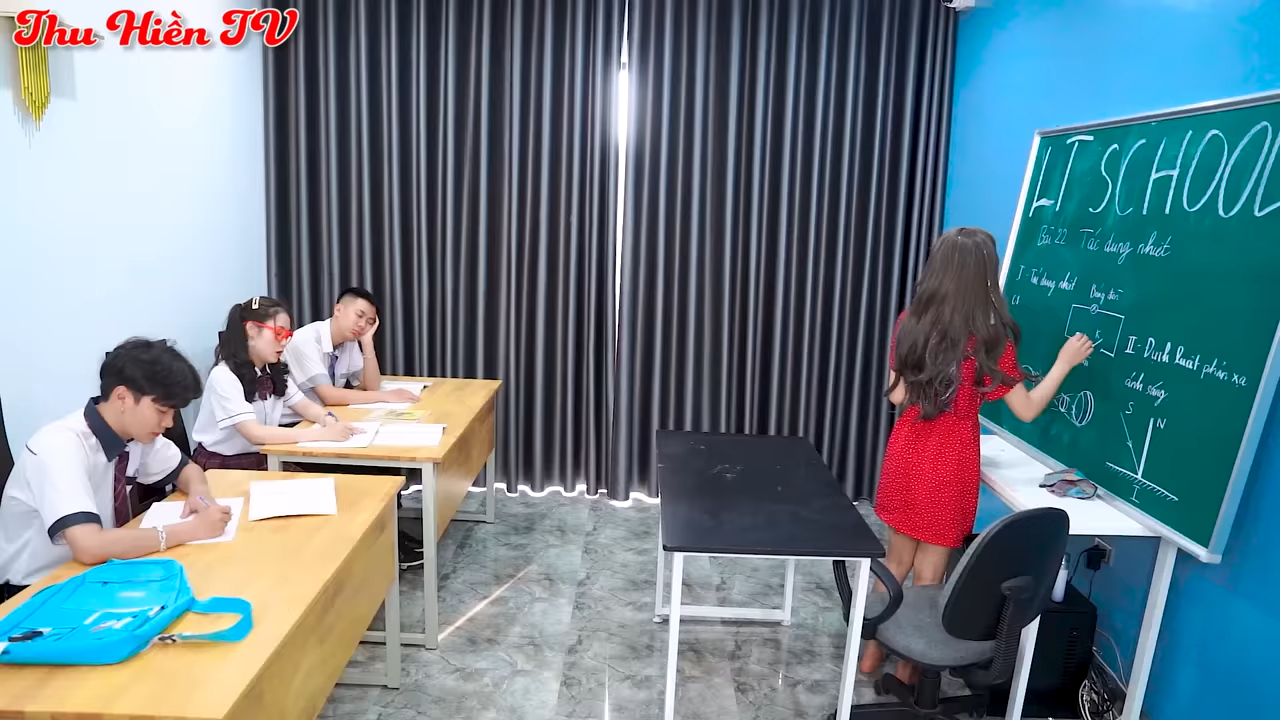 Thu Hiền TV
LT SCHOOL
Bài 22 Tác dụng nhiệt
I - Tác dụng nhiệt
Bóng đèn
C1
K
II - Định luật phản xạ
ánh sáng
S
N
I